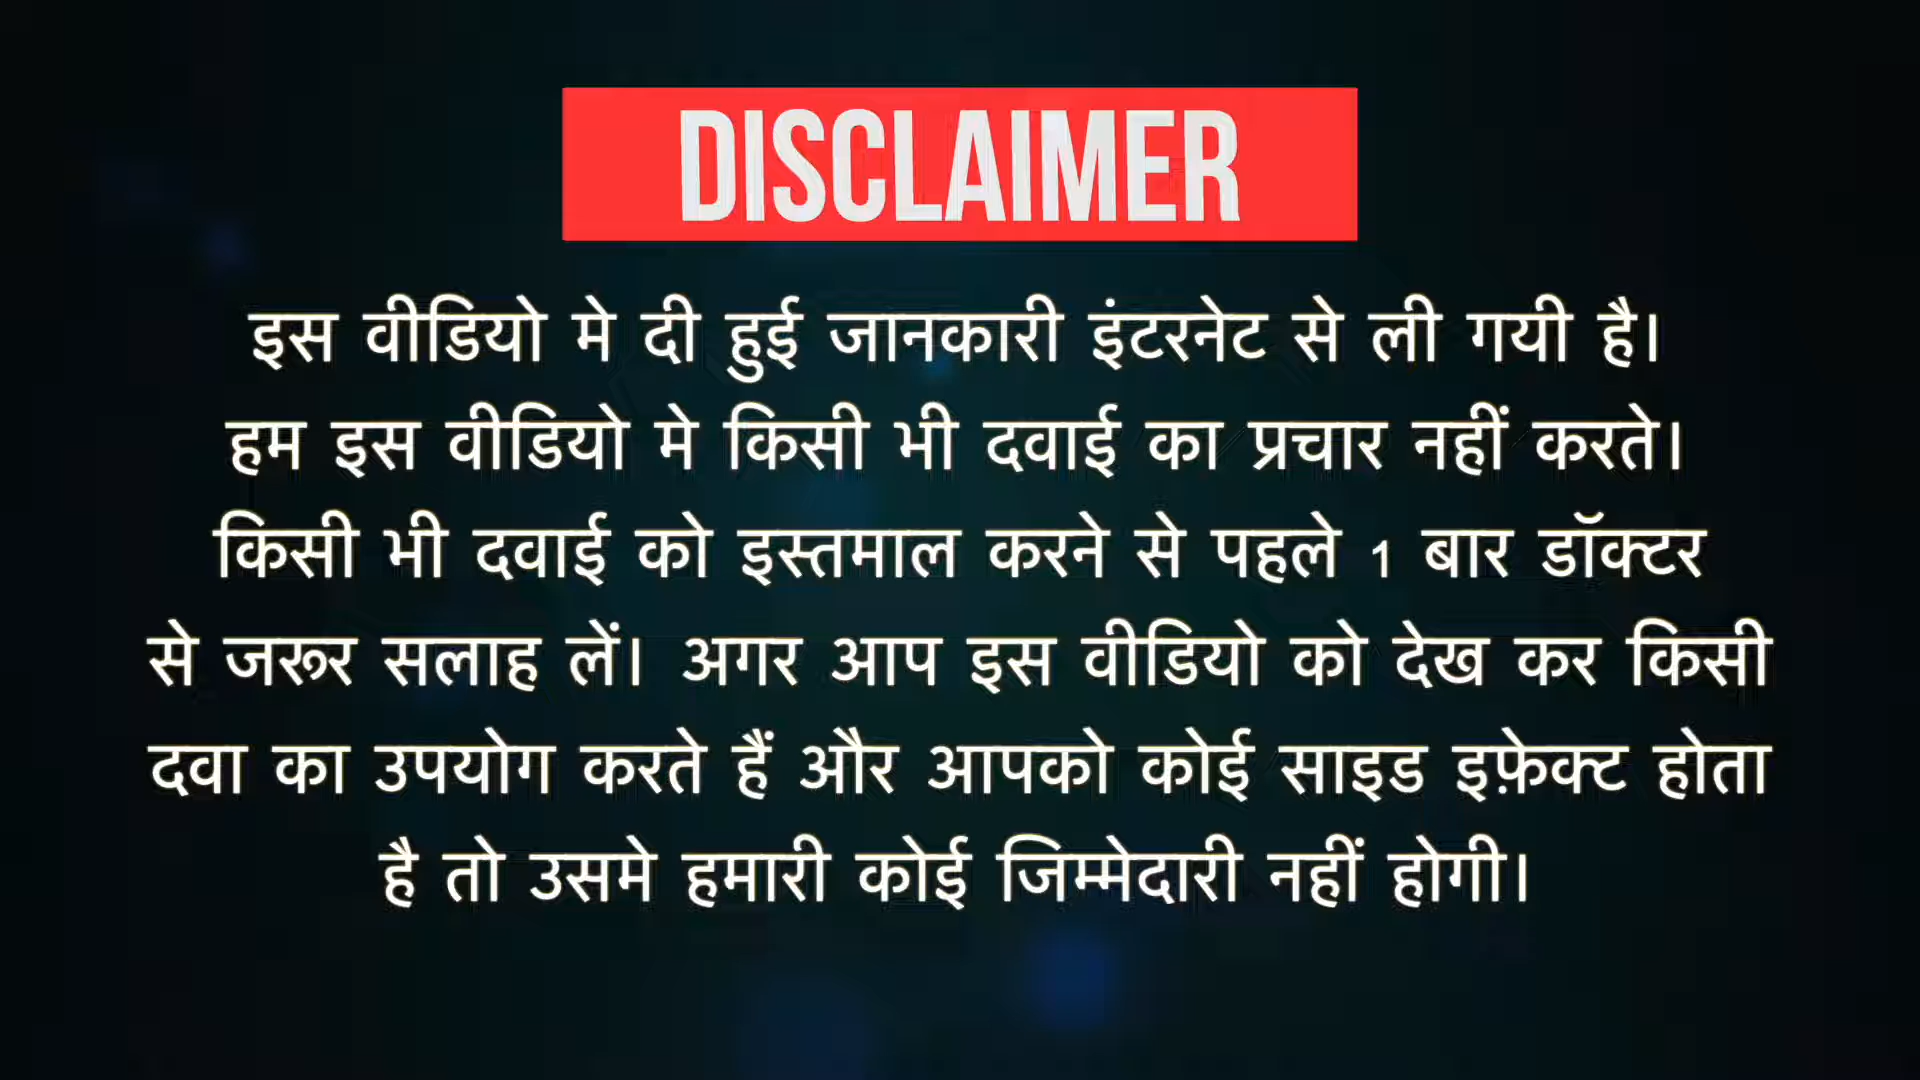 DISCLAIMER
इस वीडियो मे दी हुई जानकारी इंटरनेट से ली गयी है।
हम इस वीडियो मे किसी भी दवाई का प्रचार नहीं करते।
किसी भी दवाई को इस्तमाल करने से पहले 1 बार डॉक्टर
से जरूर सलाह लें। अगर आप इस वीडियो को देख कर किसी
दवा का उपयोग करते हैं और आपको कोई साइड इफ़ेक्ट होता
है तो उसमे हमारी कोई जिम्मेदारी नहीं होगी।